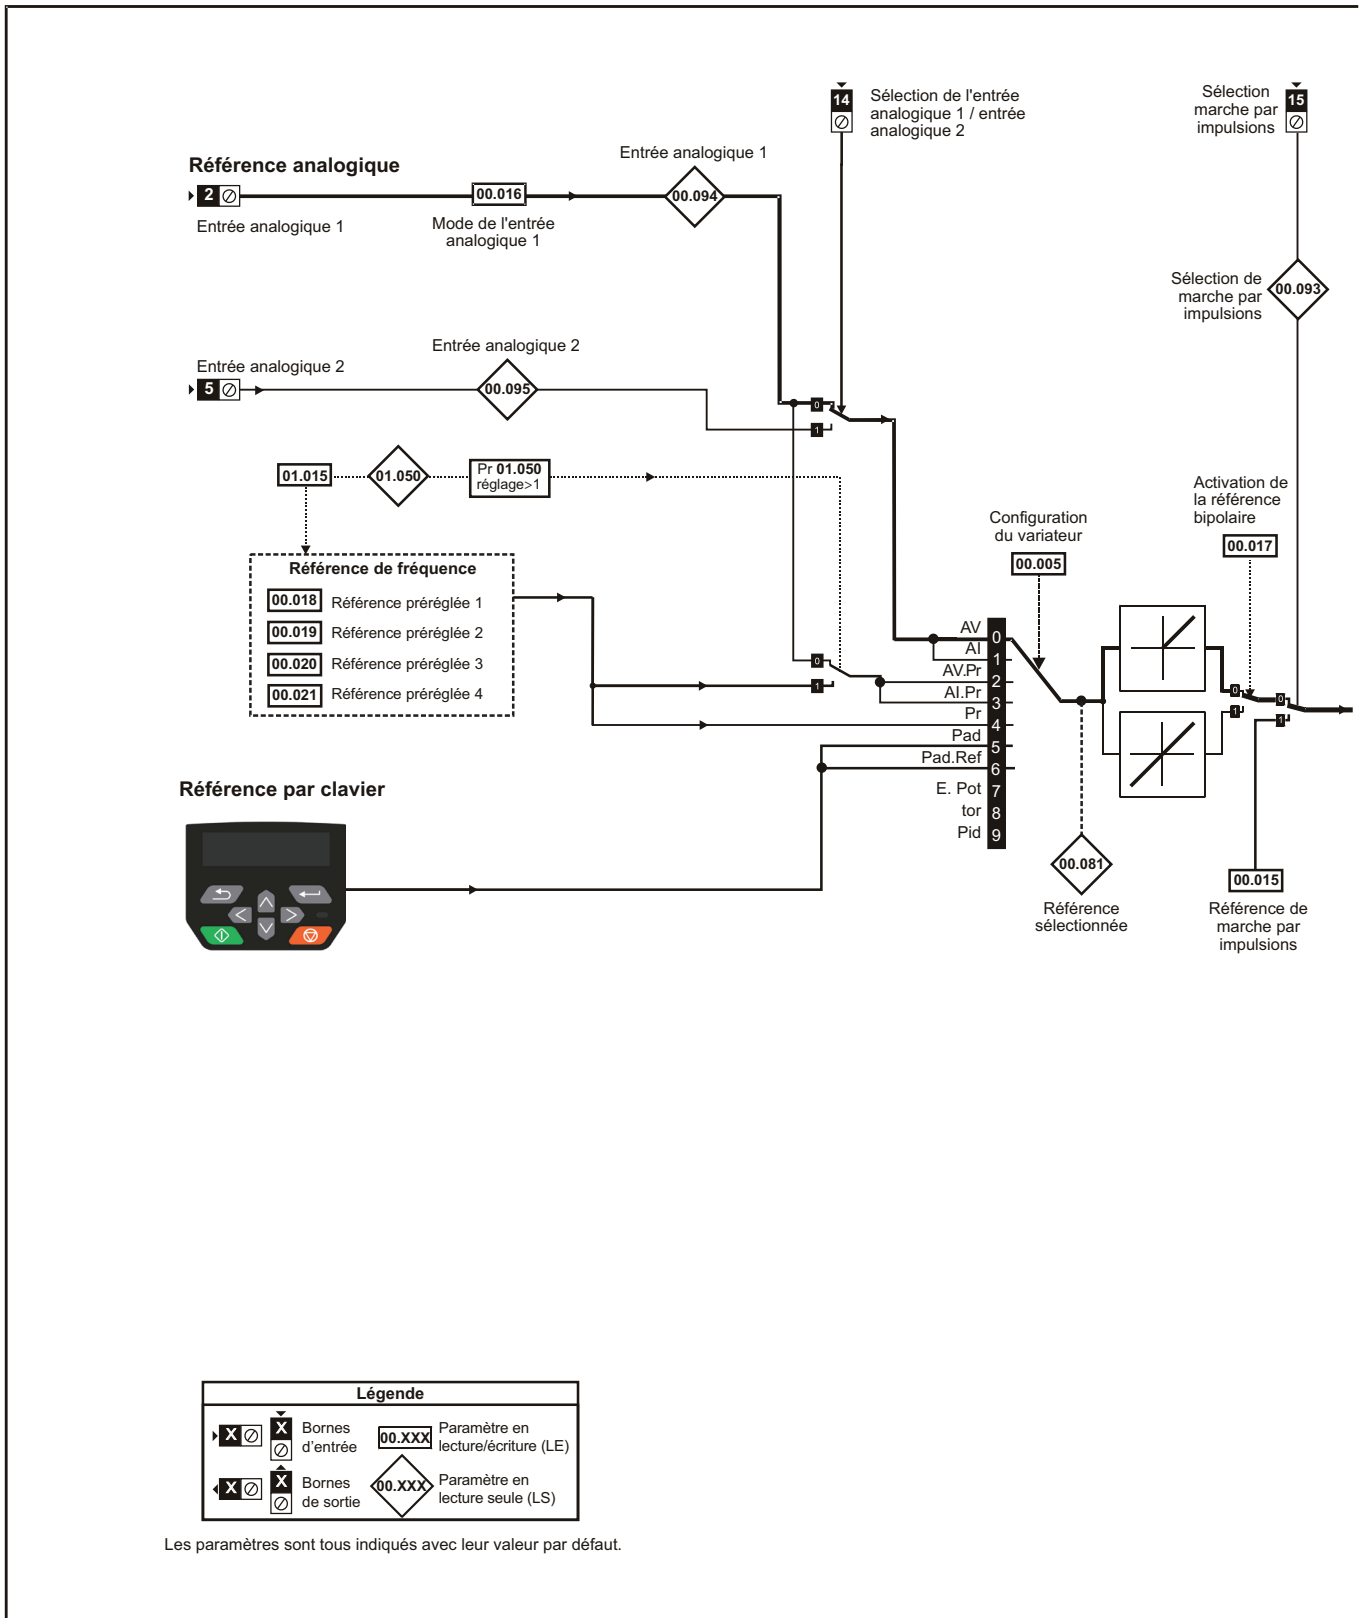 14
Sélection de l'entrée
analogique 1 / entrée
analogique 2
Sélection
marche par
impulsions
15
Référence analogique
Entrée analogique 1
2
00.016
00.094
Entrée analogique 1
Mode de l'entrée
analogique 1
Sélection de
marche par
impulsions
00.093
Entrée analogique 2
Entrée analogique 2
5
00.095
0
1
01.015
01.050
Pr 01.050
réglage>1
Activation de
la référence
bipolaire
00.017
Configuration
du variateur
00.005
Référence de fréquence
00.018 Référence préréglée 1
00.019 Référence préréglée 2
00.020 Référence préréglée 3
00.021 Référence préréglée 4
0
1
AV 0
AI 1
AV.Pr 2
AI.Pr 3
Pr 4
Pad 5
Pad.Ref 6
E. Pot 7
tor 8
Pid 9
0
1
0
1
Référence par clavier
00.081
Référence
sélectionnée
00.015
Référence de
marche par
impulsions
Légende
X
X
Bornes
d'entrée
00.XXX
Paramètre en
lecture/écriture (LE)
X
X
Bornes
de sortie
00.XXX
Paramètre en
lecture seule (LS)
Les paramètres sont tous indiqués avec leur valeur par défaut.